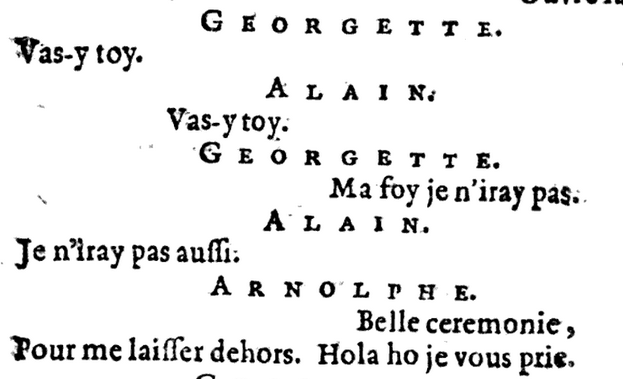 GEORGETTE.
Vas-y toy.
ALAIN.
Vas-y toy.
GEORGETTE.
Ma foy je n'iray pas.
ALAIN.
Je n'iray pas auſſi.
ARNOLPHE.
Belle ceremonie,
Pour me laiſſer dehors. Hola ho je vous prie.